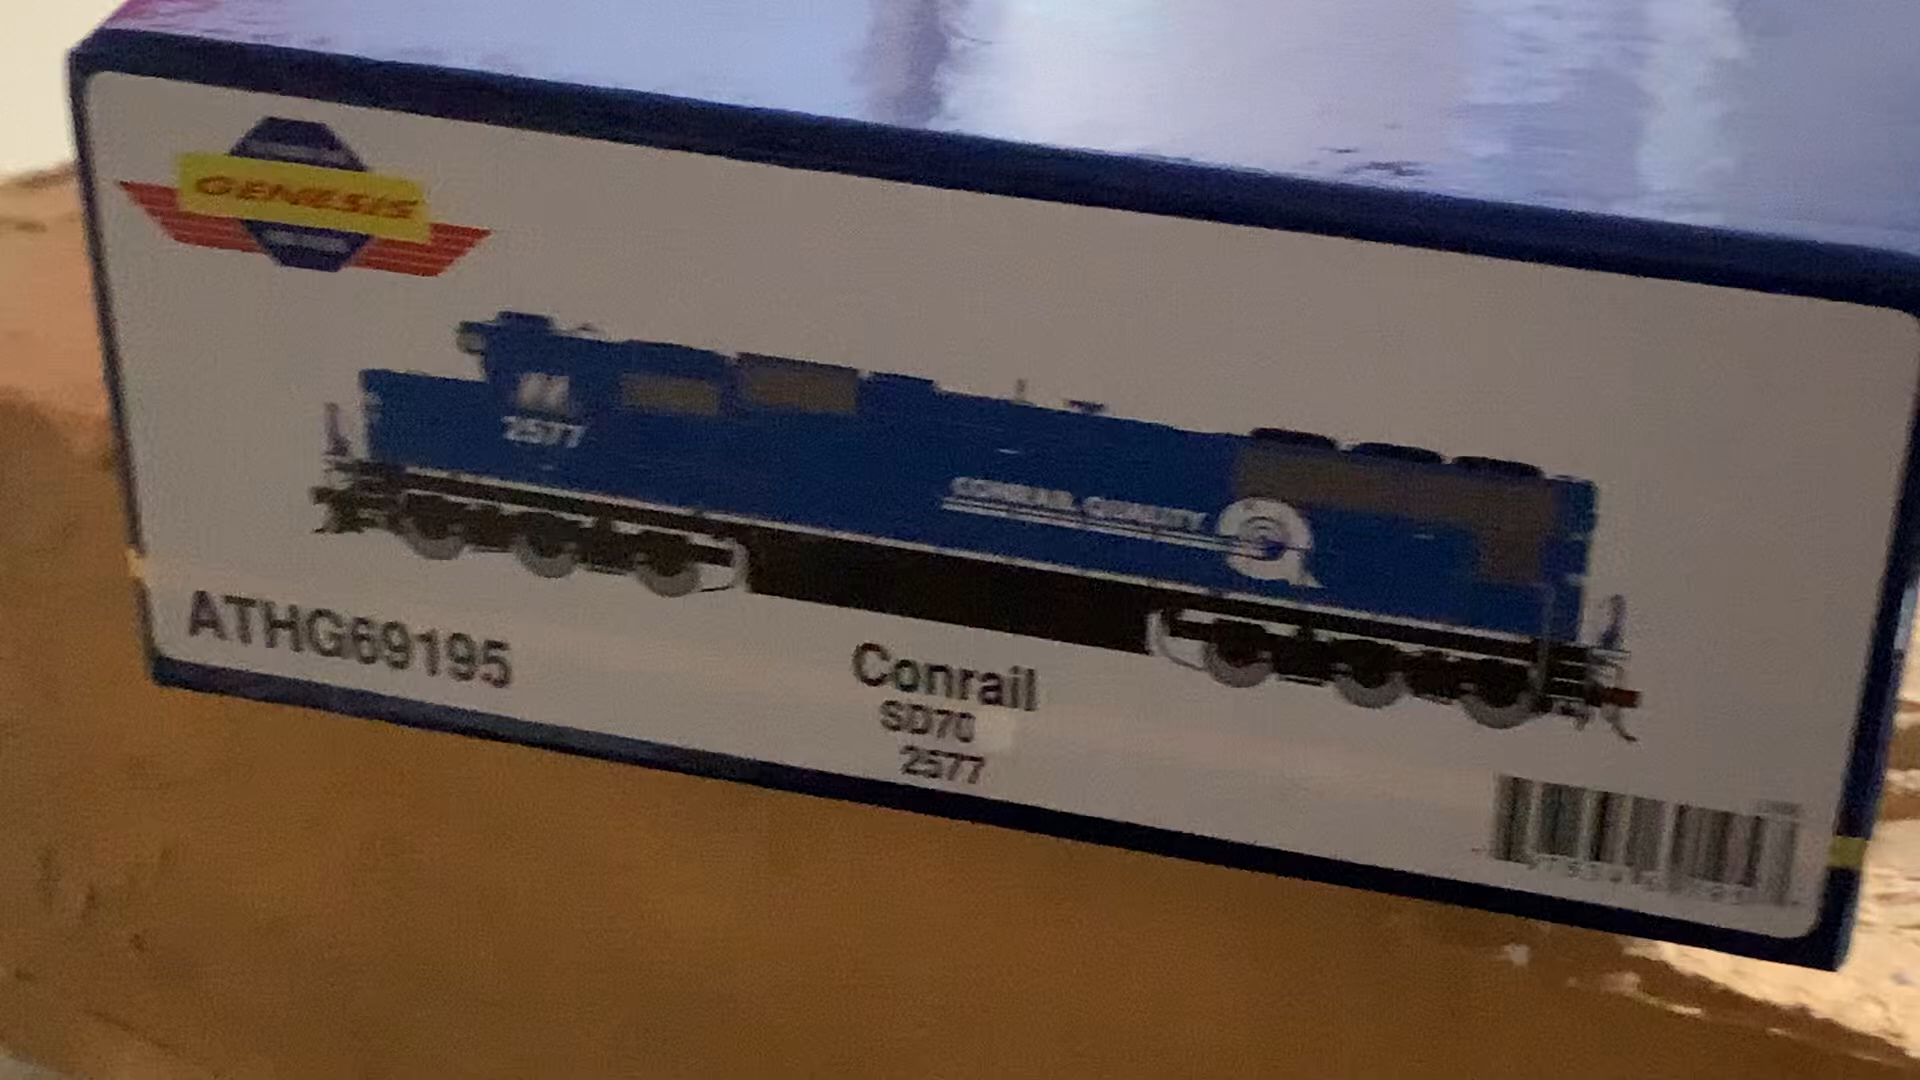 GENESIS
2577
CONRAIL QUALITY
ATHG69195
Conrail
SD70
2577